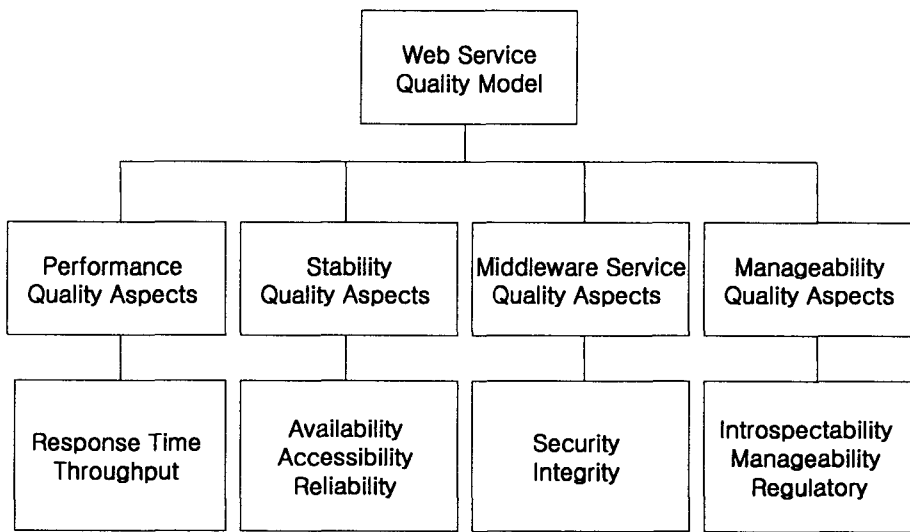 Web Service
Quality Model
Performance
Quality Aspects
Stability
Quality Aspects
Middleware Service
Quality Aspects
Manageability
Quality Aspects
Response Time
Throughput
Availability
Accessibility
Reliability
Security
Integrity
Introspectability
Manageability
Regulatory